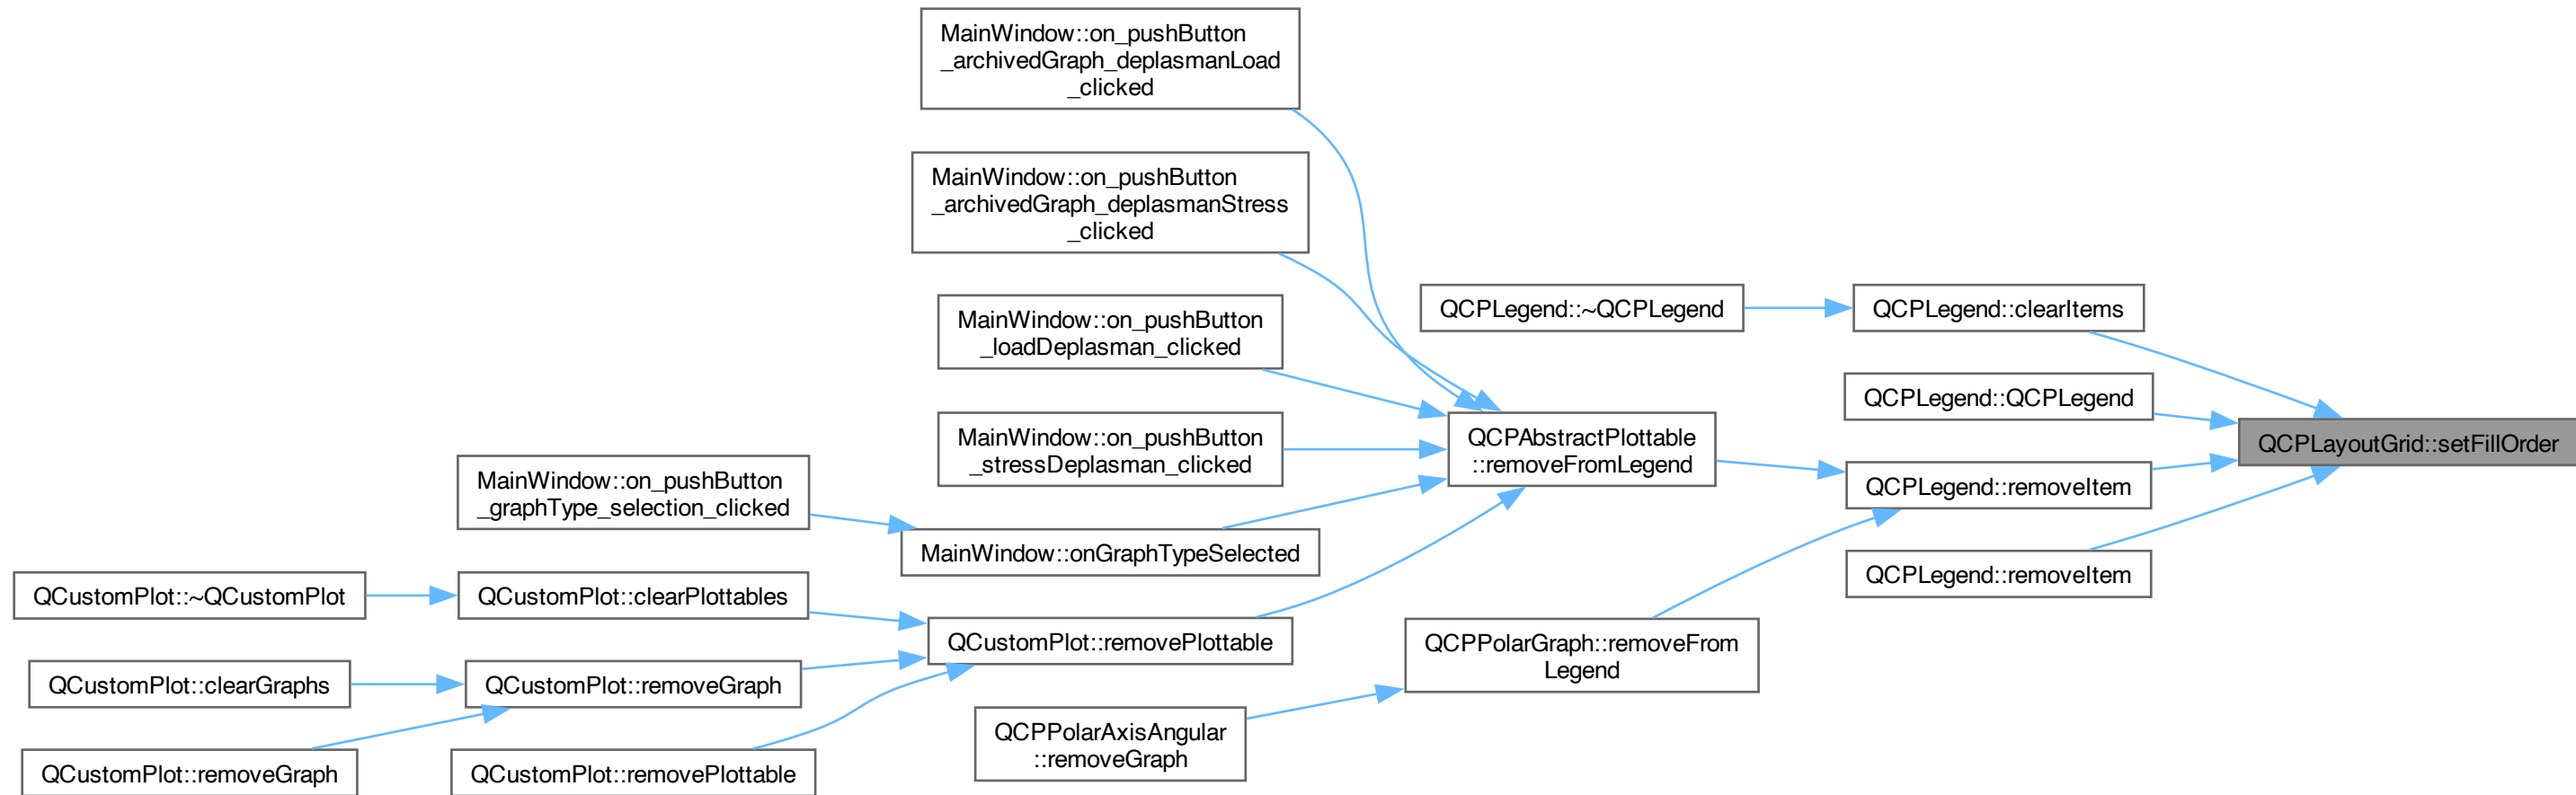 MainWindow::on_pushButton
_archivedGraph_deplasmanLoad
_clicked
MainWindow::on_pushButton
_archivedGraph_deplasmanStress
_clicked
MainWindow::on_pushButton
_loadDeplasman_clicked
QCPLegend::~QCPLegend
QCPLegend::clearItems
QCPLegend::QCPLegend
MainWindow::on_pushButton
_stressDeplasman_clicked
QCPAbstractPlottable
::removeFromLegend
QCPLayoutGrid::setFillOrder
MainWindow::on_pushButton
_graphType_selection_clicked
QCPLegend::removeItem
MainWindow::onGraphTypeSelected
QCPLegend::removeItem
QCustomPlot::~QCustomPlot
QCustomPlot::clearPlottables
QCustomPlot::removePlottable
QCPPolarGraph::removeFrom
Legend
QCustomPlot::clearGraphs
QCustomPlot::removeGraph
QCPPolarAxisAngular
::removeGraph
QCustomPlot::removeGraph
QCustomPlot::removePlottable